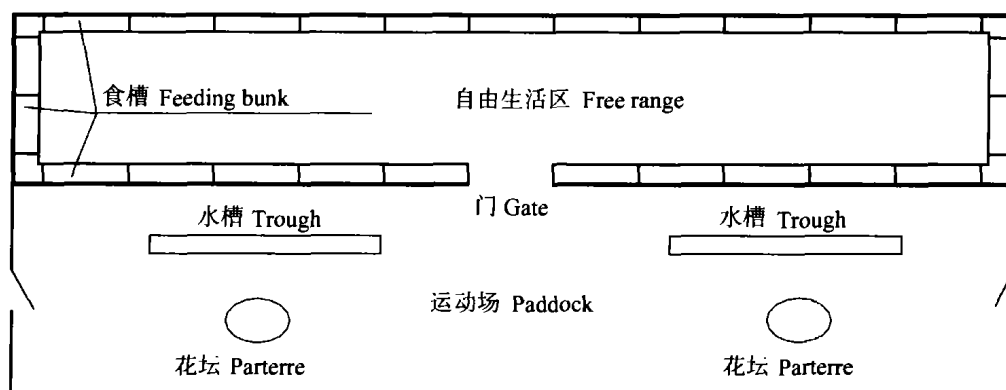 食槽 Feeding bunk
自由生活区 Free range
门 Gate
水槽 Trough
水槽 Trough
运动场 Paddock
花坛 Parterre
花坛 Parterre